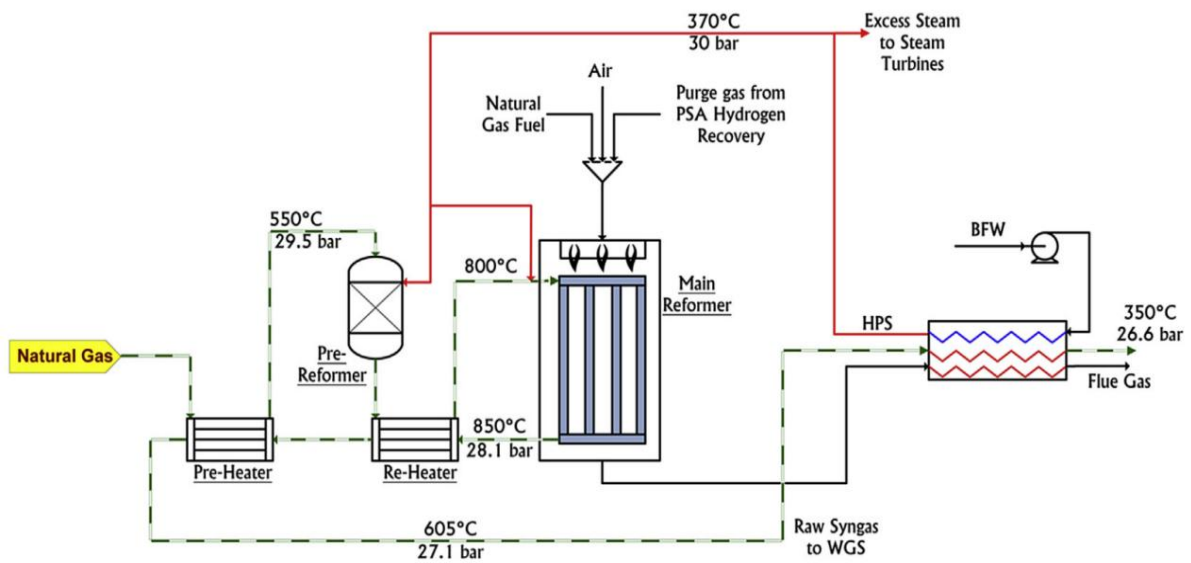 370°C
30 bar
Excess Steam
to Steam
Turbines
Air
Natural
Gas Fuel
Purge gas from
PSA Hydrogen
Recovery
550°C
29.5 bar
800°C
Main
Reformer
BFW
350°C
26.6 bar
HPS
Natural Gas
Pre-
Reformer
Flue Gas
850°C
28.1 bar
Pre-Heater
Re-Heater
605°C
27.1 bar
Raw Syngas
to WGS